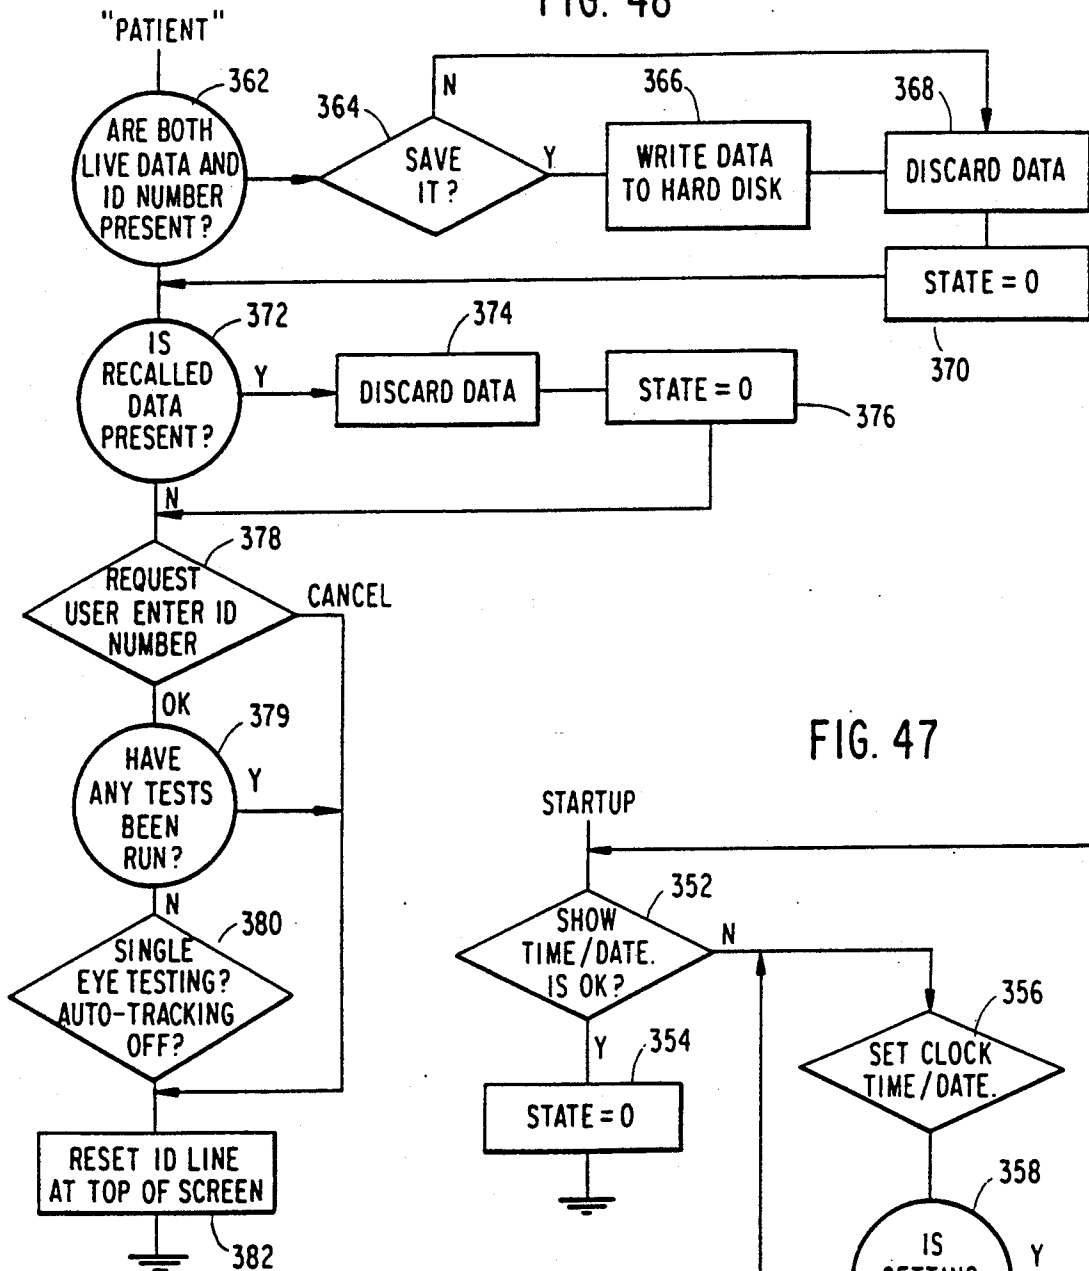 FIG. 48
"PATIENT"
362
ARE BOTH
LIVE DATA AND
ID NUMBER
PRESENT?
364
SAVE
IT?
N
Y
366
WRITE DATA
TO HARD DISK
368
DISCARD DATA
STATE = 0
370
372
IS
RECALLED
DATA
PRESENT?
Y
374
DISCARD DATA
STATE = 0
376
N
378
REQUEST
USER ENTER ID
NUMBER
CANCEL
OK
379
HAVE
ANY TESTS
BEEN
RUN?
Y
N
380
SINGLE
EYE TESTING?
AUTO-TRACKING
OFF?
RESET ID LINE
AT TOP OF SCREEN
382
FIG. 47
STARTUP
352
SHOW
TIME/DATE.
IS OK?
N
Y
354
STATE = 0
356
SET CLOCK
TIME/DATE.
358
IS
Y